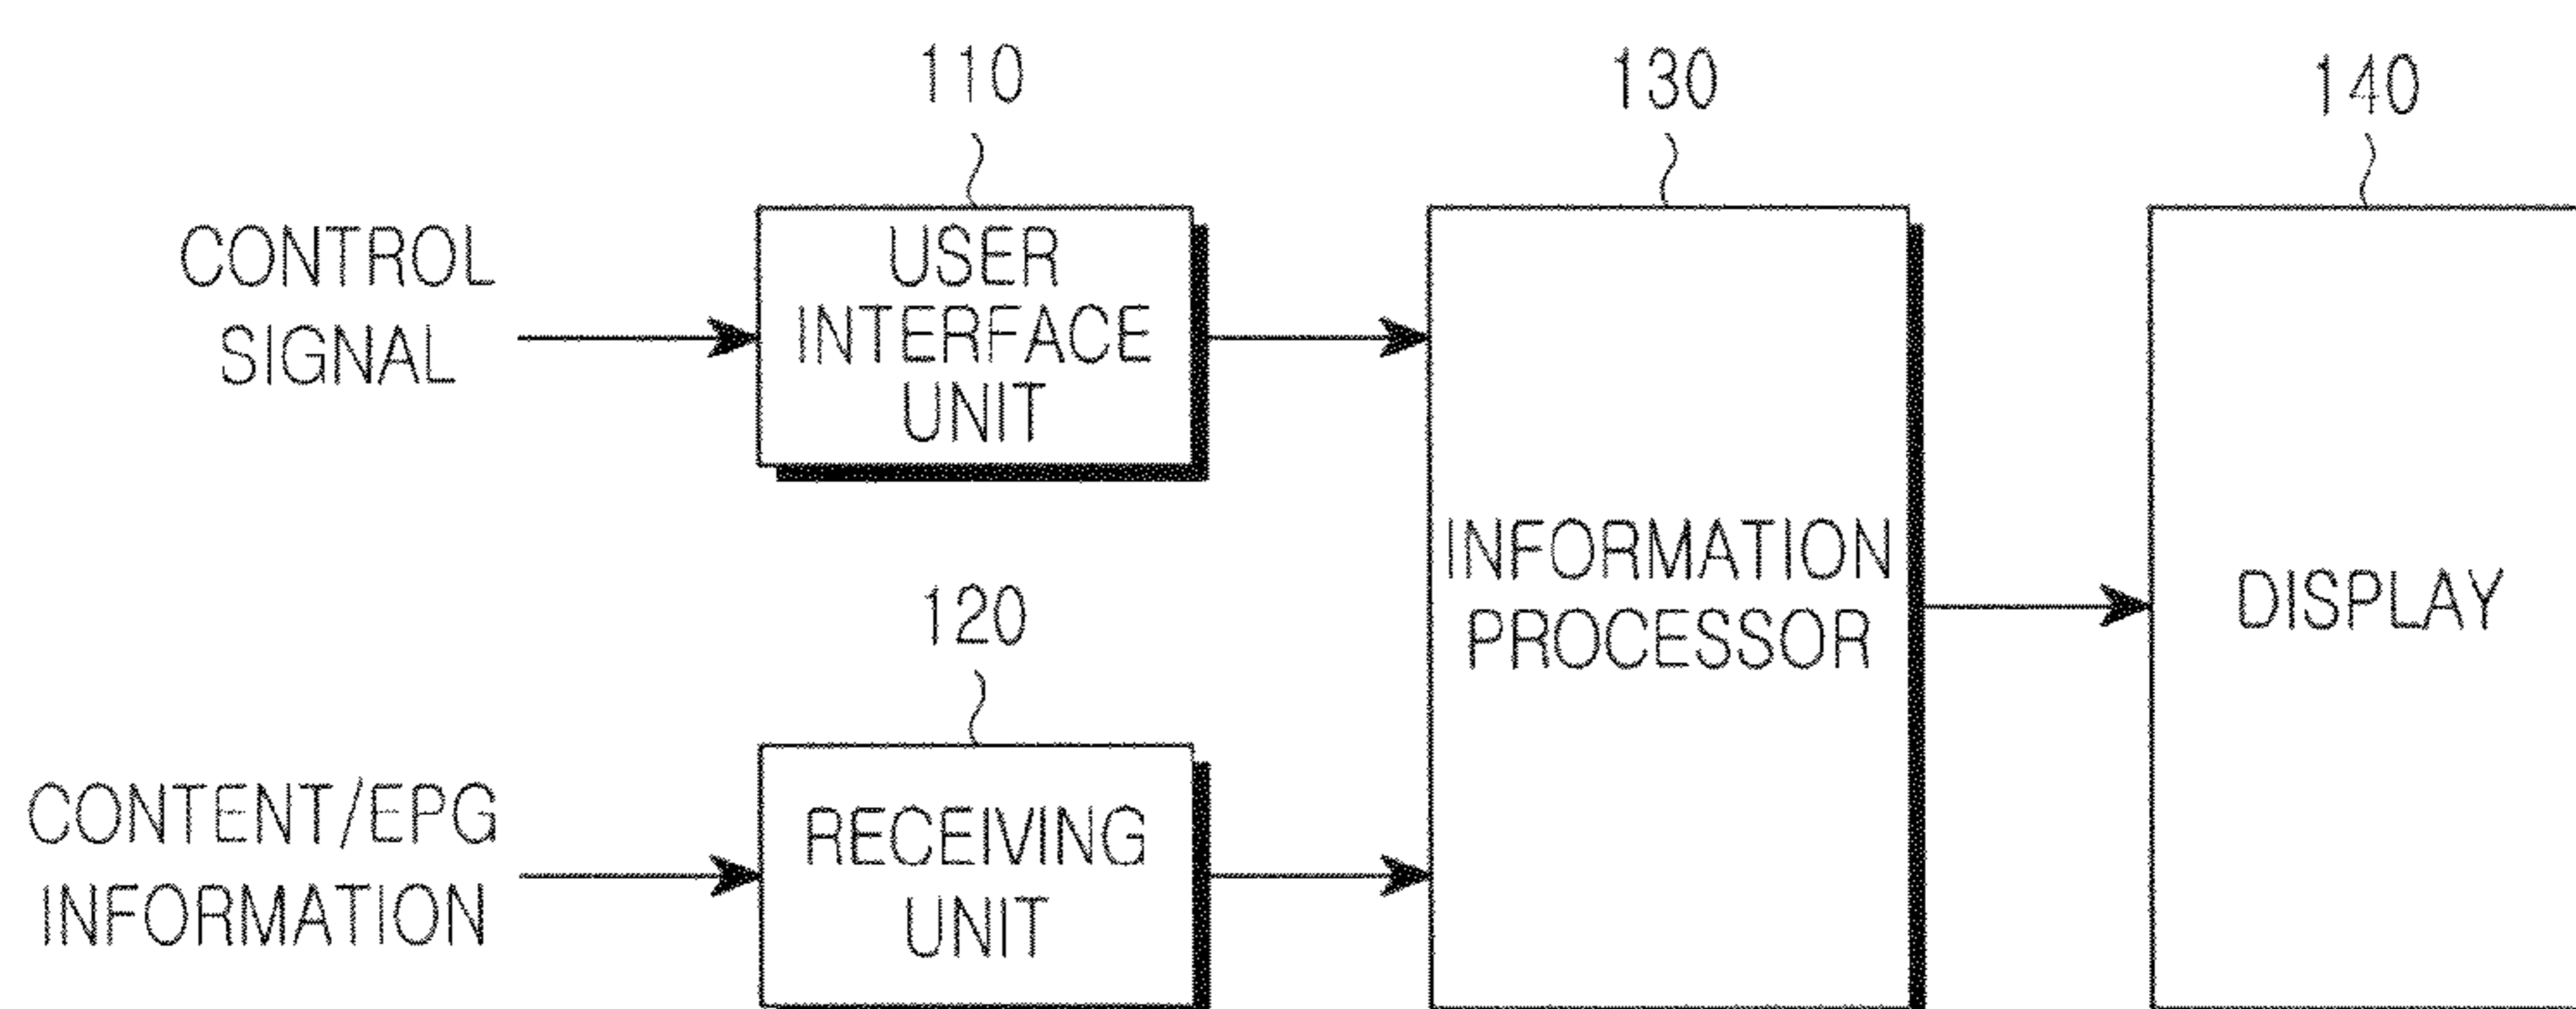 110
130
140
CONTROL
SIGNAL
USER
INTERFACE
UNIT
INFORMATION
PROCESSOR
DISPLAY
120
CONTENT/EPG
INFORMATION
RECEIVING
UNIT